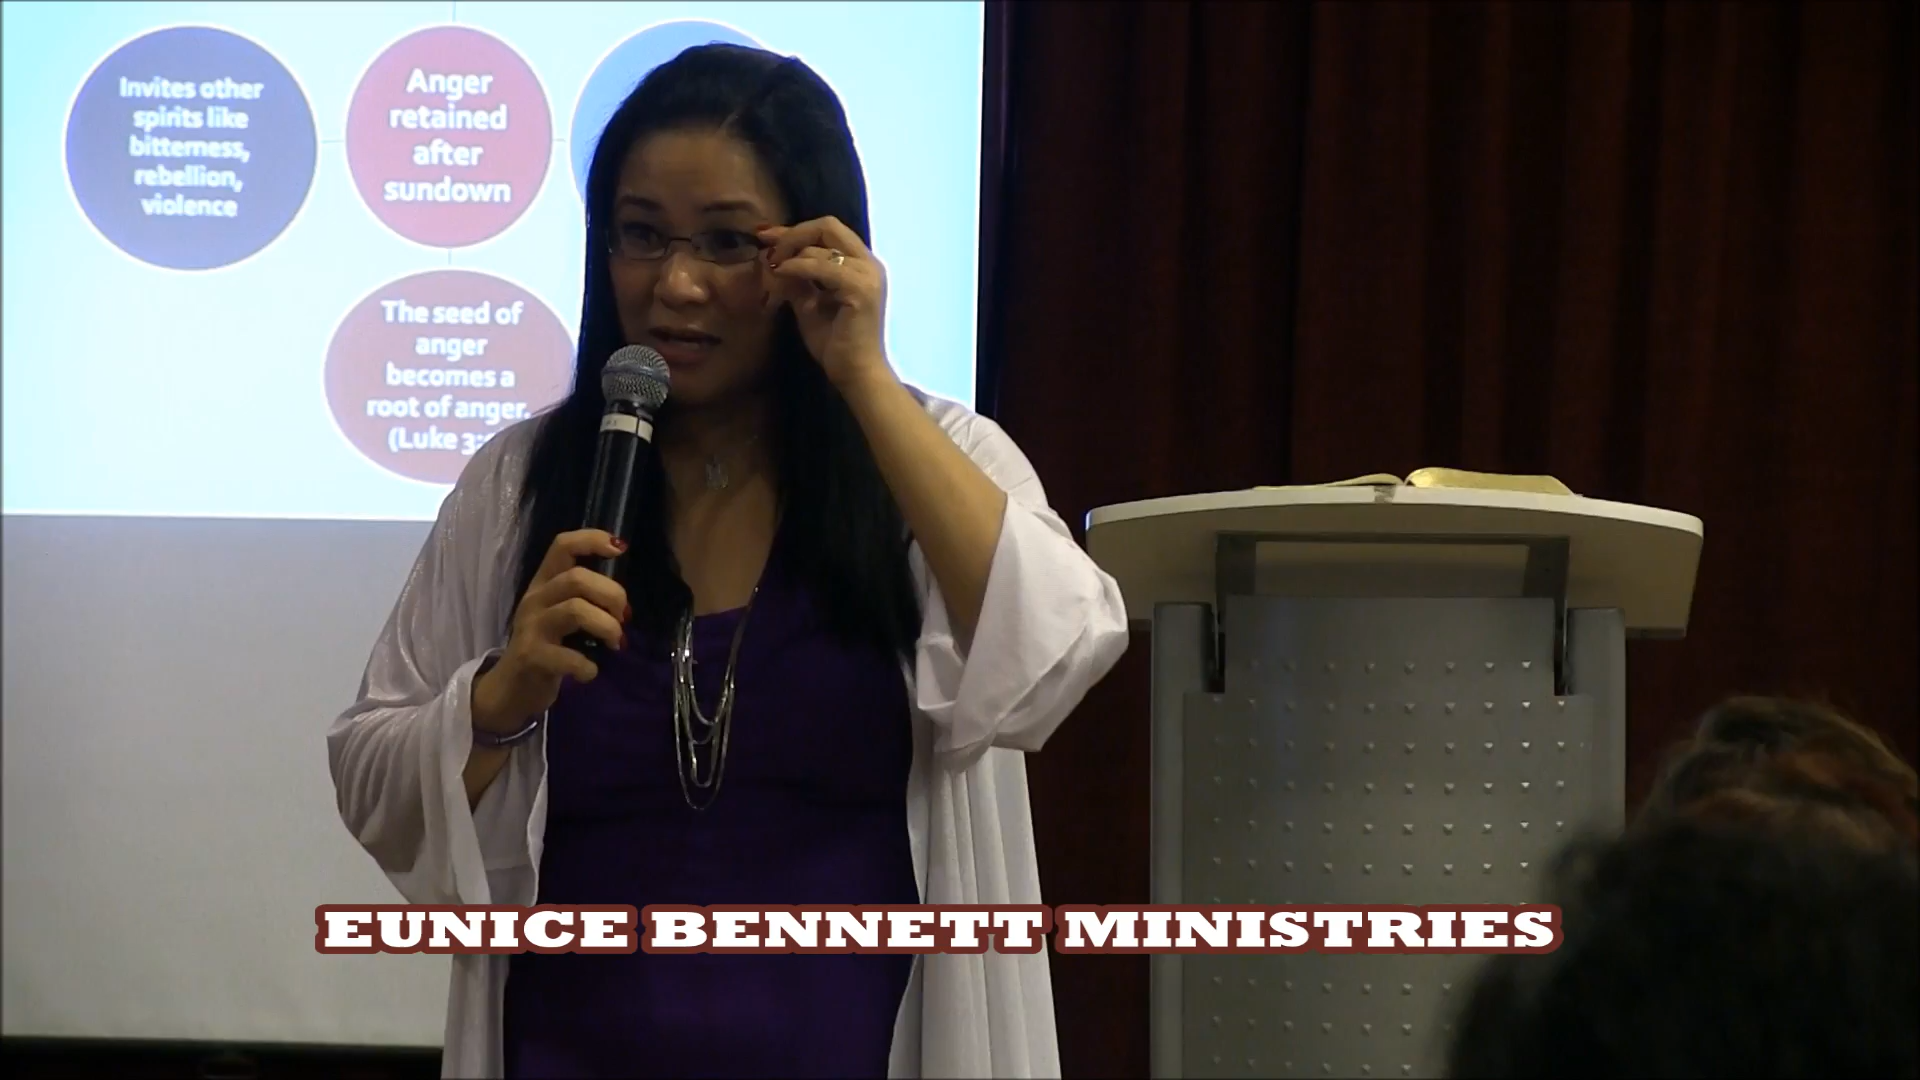 Invites other
spirits like
bitterness,
rebellion,
violence
Anger
retained
after
sundown
The seed of
anger
becomes a
root of anger.
(Luke
EUNICE BENNETT MINISTRIES